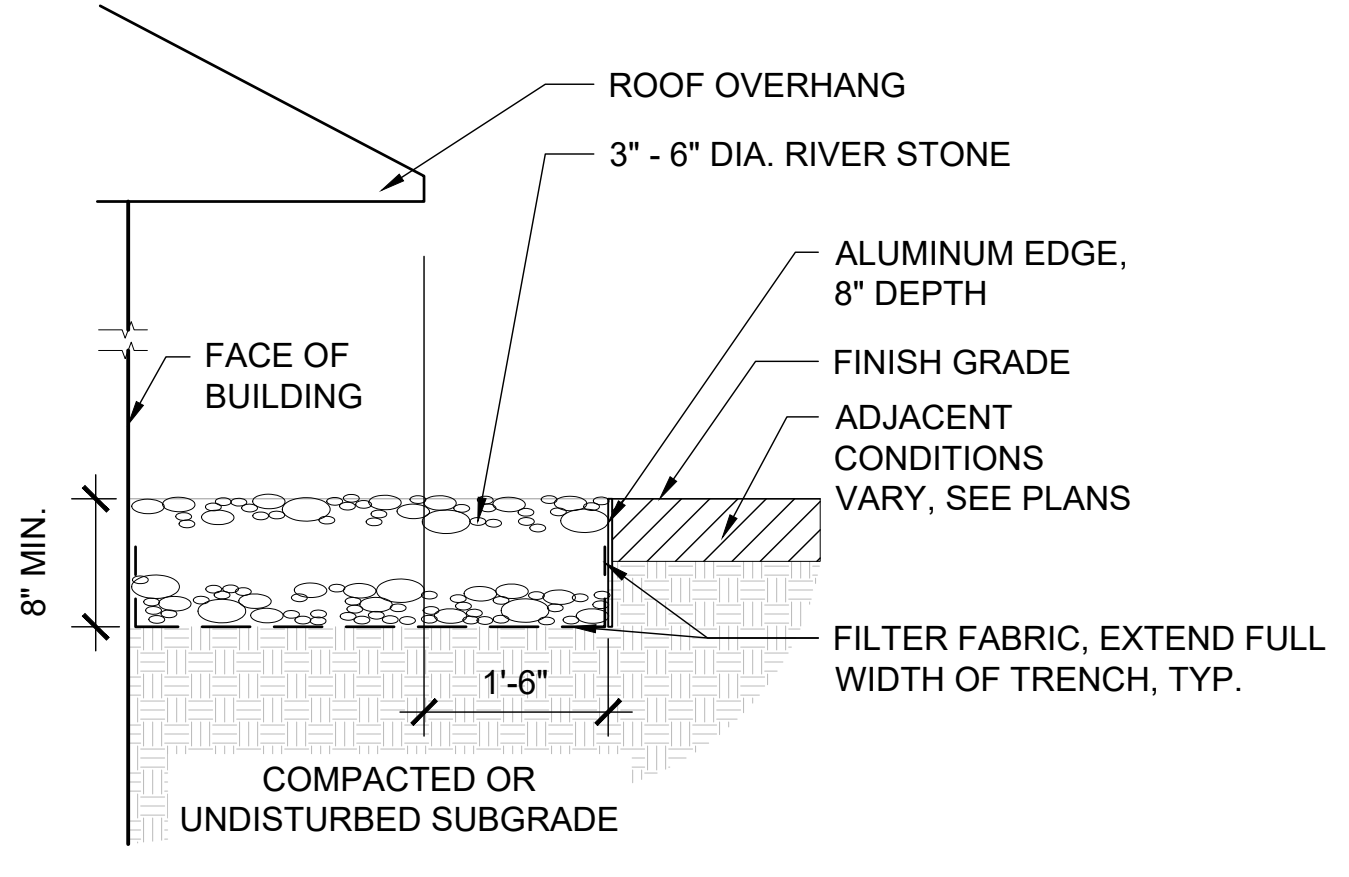 ROOF OVERHANG
3" - 6" DIA. RIVER STONE
ALUMINUM EDGE,
8" DEPTH
FACE OF
BUILDING
FINISH GRADE
ADJACENT
CONDITIONS
VARY, SEE PLANS
8" MIN.
FILTER FABRIC, EXTEND FULL
WIDTH OF TRENCH, TYP.
1'-6"
COMPACTED OR
UNDISTURBED SUBGRADE